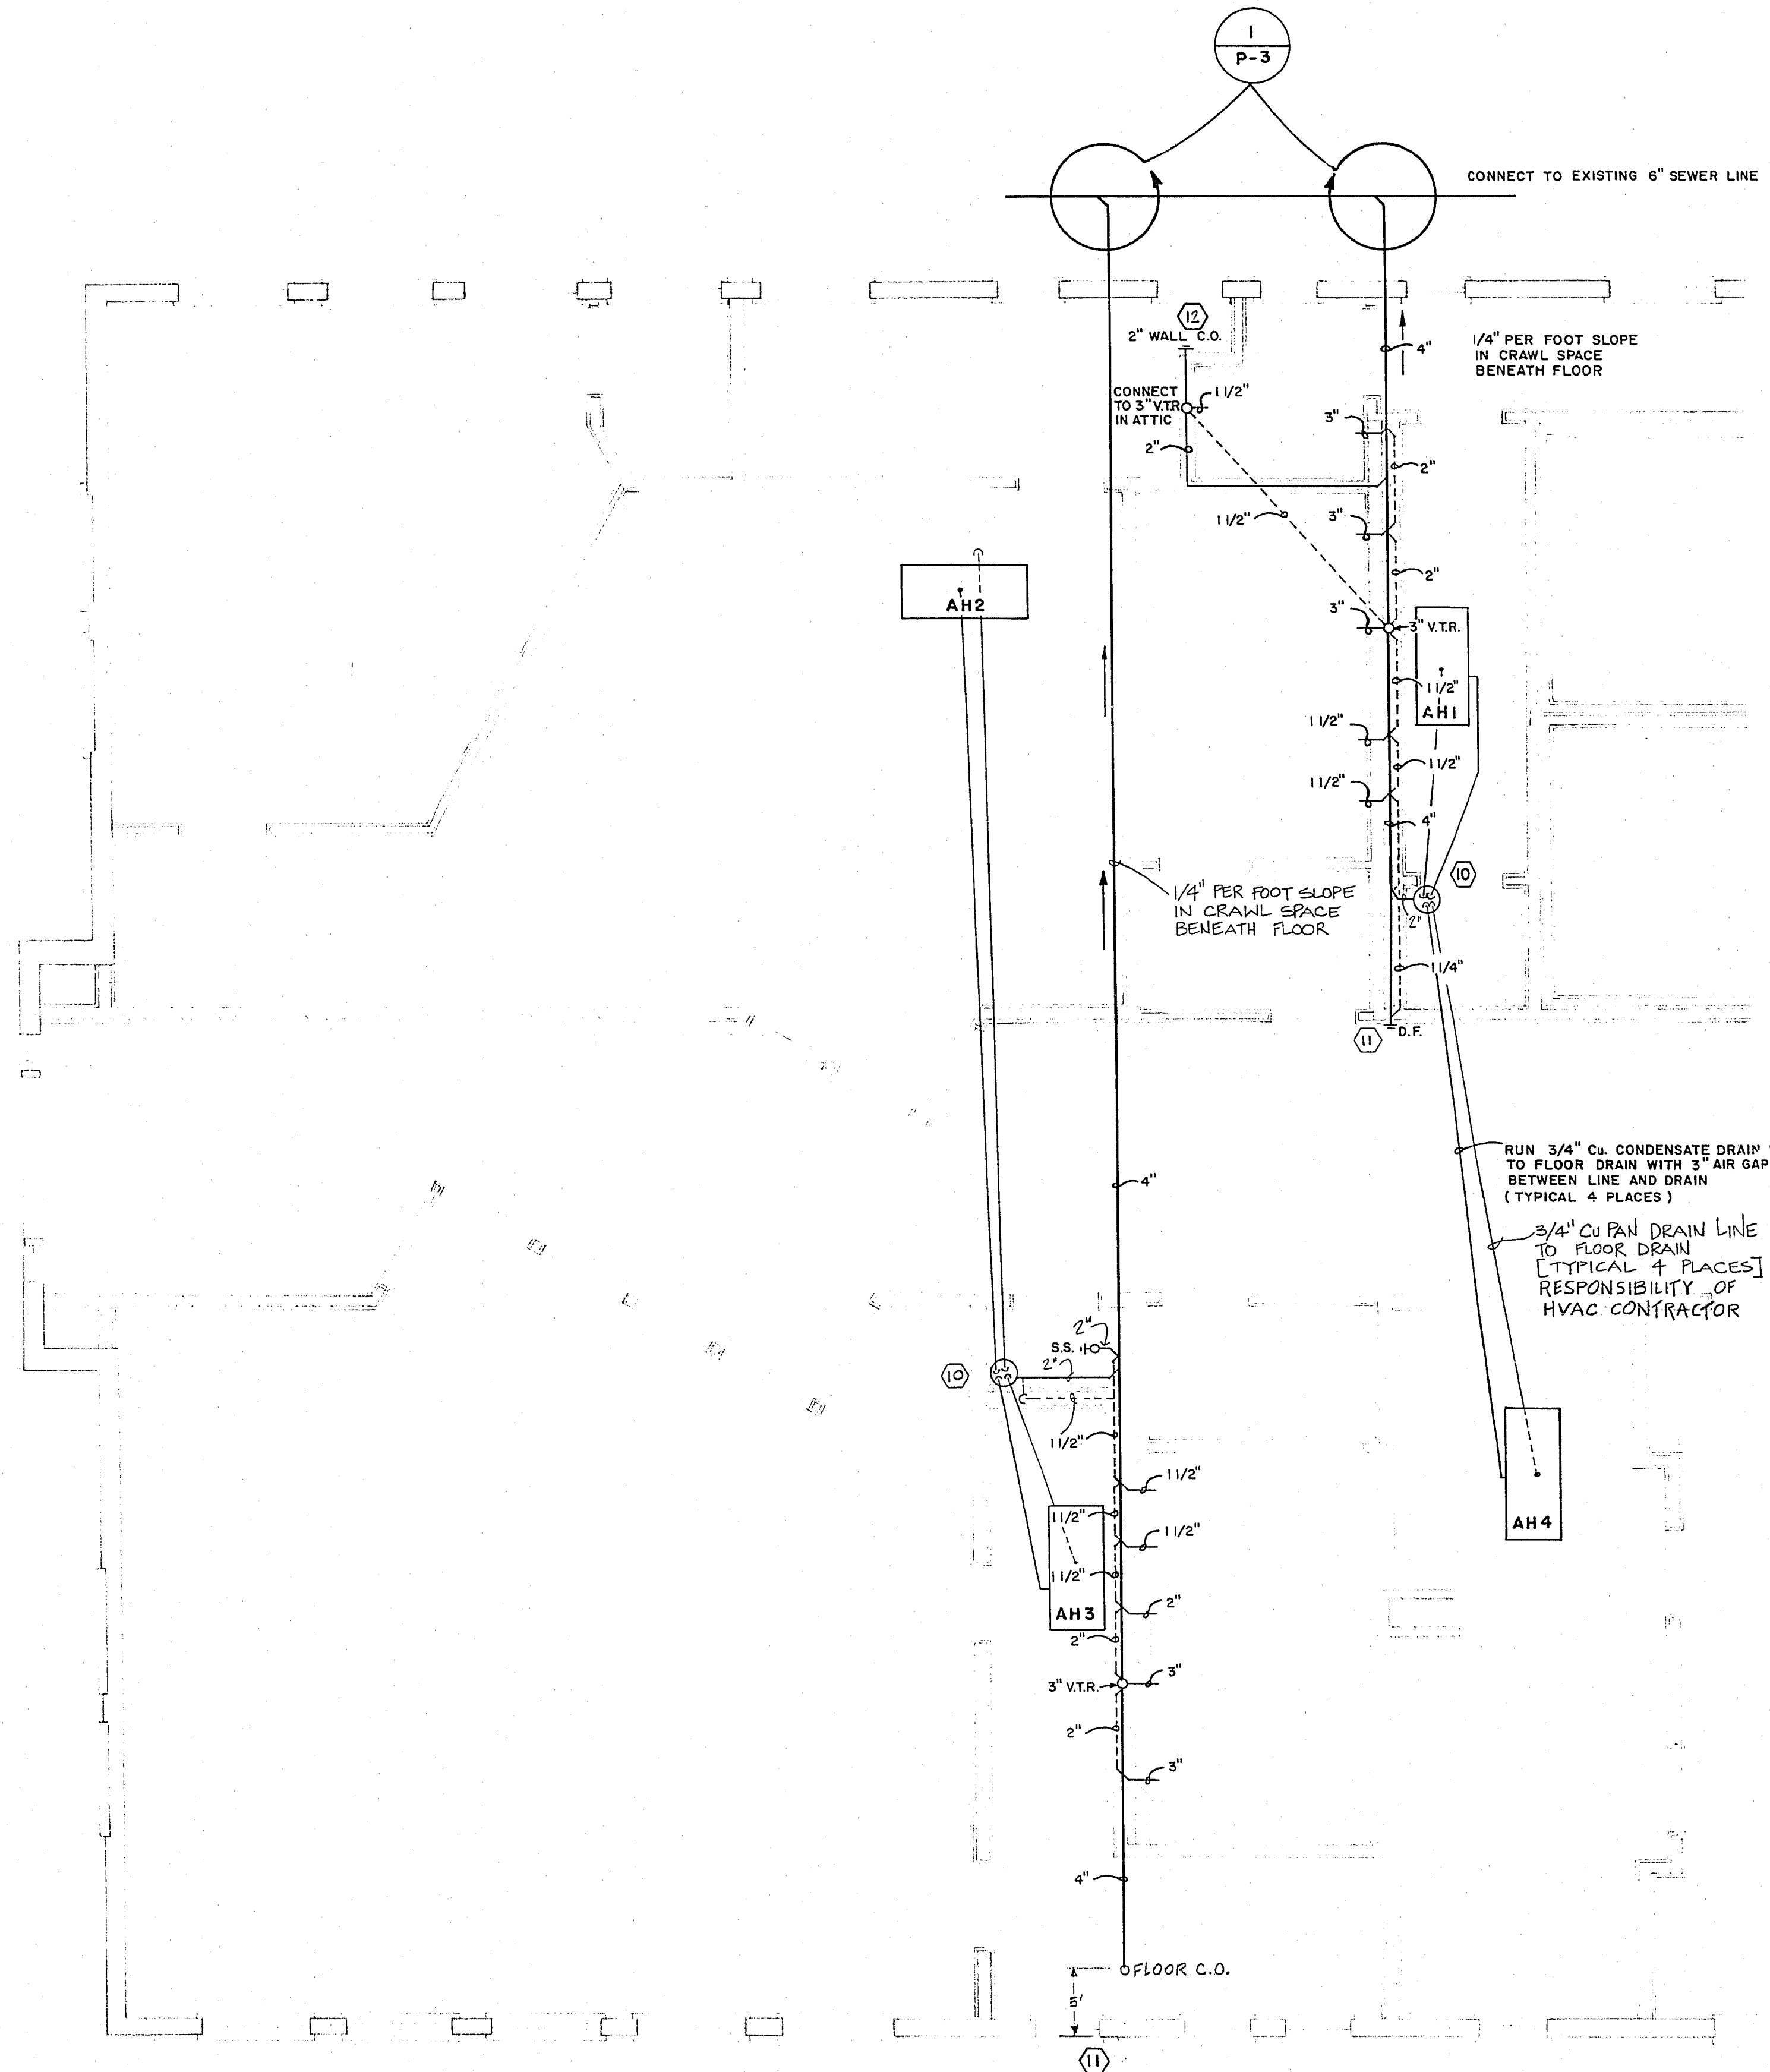 1
P-3
CONNECT TO EXISTING 6" SEWER LINE
12
2" WALL C.O.
4"
1/4" PER FOOT SLOPE
IN CRAWL SPACE
BENEATH FLOOR
CONNECT
TO 3" V.T.R.
IN ATTIC
1 1/2"
3"
2"
2"
1 1/2"
3"
2"
AH2
3"
3" V.T.R.
1 1/2"
AH1
1 1/2"
1 1/2"
1 1/2"
4"
10
1/4" PER FOOT SLOPE
IN CRAWL SPACE
BENEATH FLOOR
2"
1 1/4"
D.F.
11
RUN 3/4" Cu. CONDENSATE DRAIN
TO FLOOR DRAIN WITH 3" AIR GAP
BETWEEN LINE AND DRAIN
(TYPICAL 4 PLACES)
4"
3/4" Cu PAN DRAIN LINE
TO FLOOR DRAIN
[TYPICAL 4 PLACES]
RESPONSIBILITY OF
HVAC CONTRACTOR
2"
S.S.
2"
10
1 1/2"
1 1/2"
1 1/2"
1 1/2"
AH4
1 1/2"
2"
AH3
2"
3"
3" V.T.R.
2"
3"
4"
FLOOR C.O.
5'
11